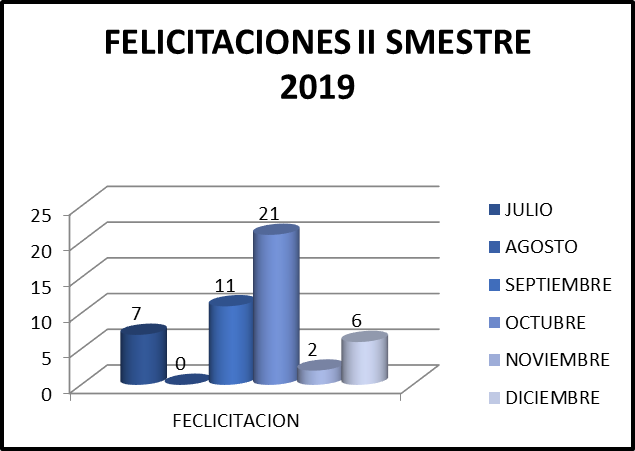 FELICITACIONES II SMESTRE
2019
25
20
15
10
5
0
7
0
11
21
2
6
FECLICITACION
JULIO
AGOSTO
SEPTIEMBRE
OCTUBRE
NOVIEMBRE
DICIEMBRE